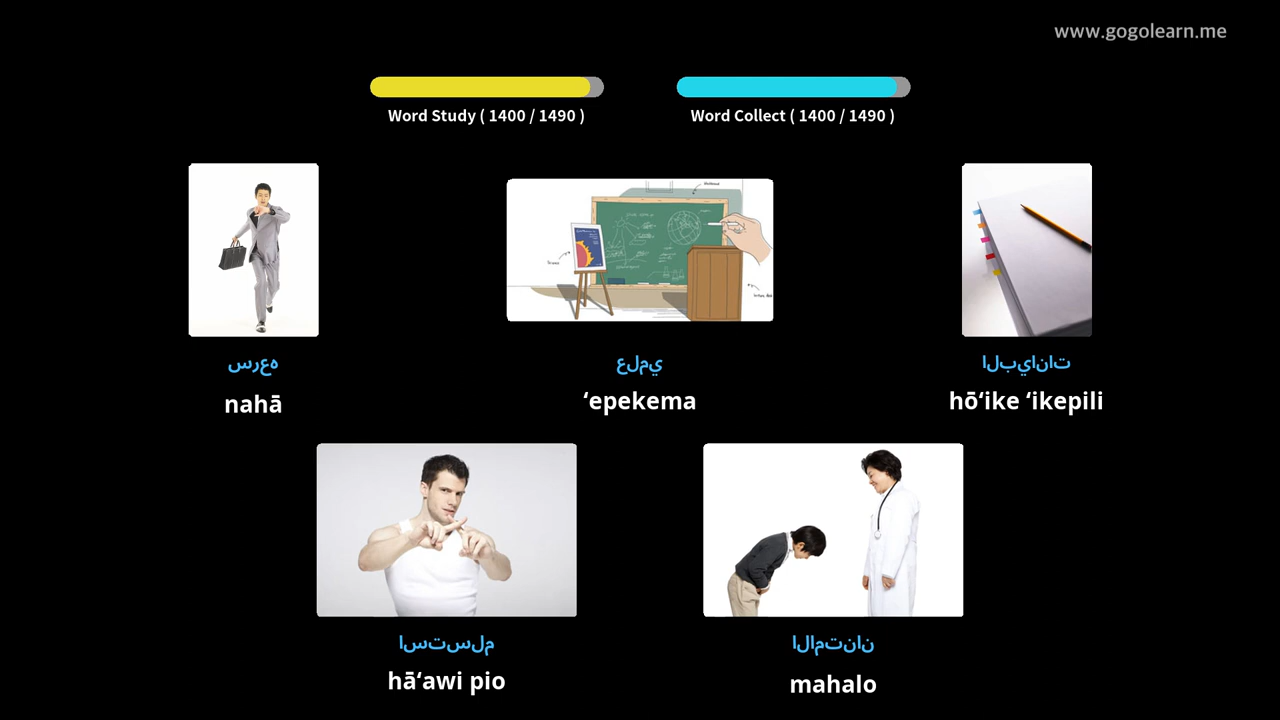 www.gogolearn.me
Word Study ( 1400 / 1490 )
Word Collect ( 1400 / 1490 )
سرعه
علمي
البيانات
nahā
ʻepekema
hōʻike ʻikepili
استسلم
الامتنان
hāʻawi pio
mahalo